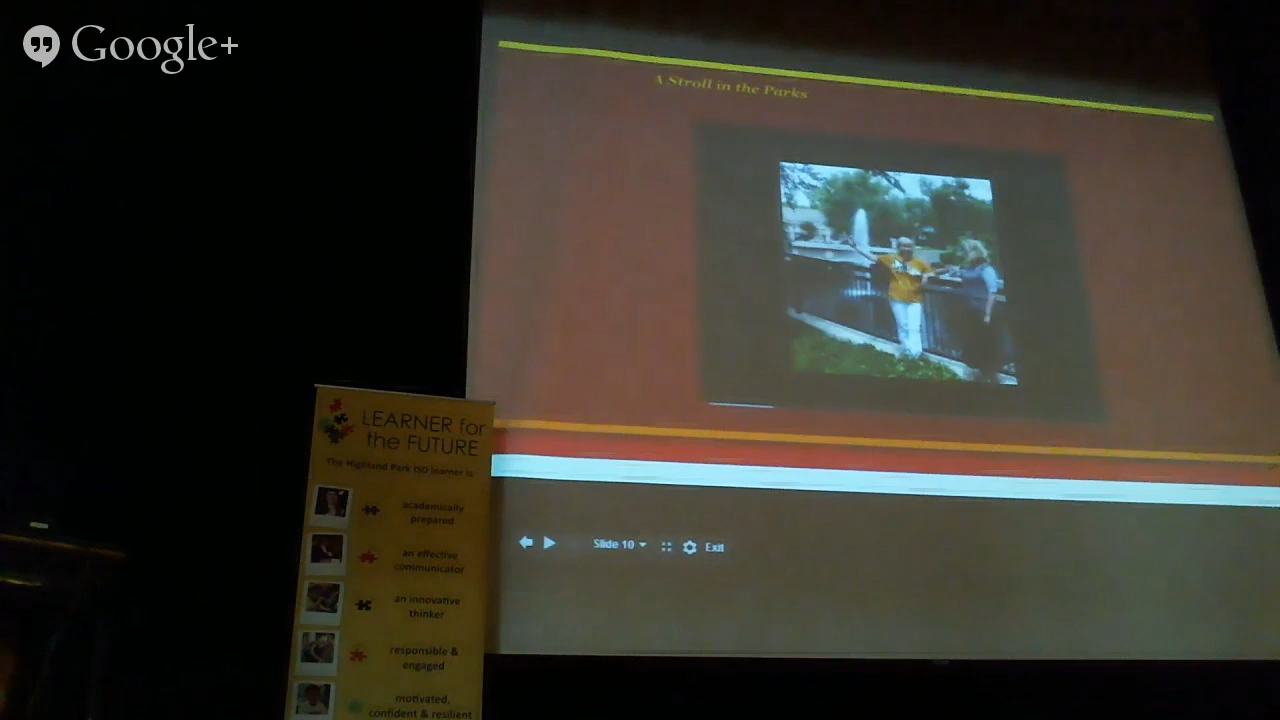 Google+
A Stroll in the Parks
LEARNER for
the FUTURE
The Highland Park ISD learner is
academically
prepared
an effective
communicator
an innovative
thinker
responsible &
engaged
motivated,
confident & resilient
Slide 10
Exit